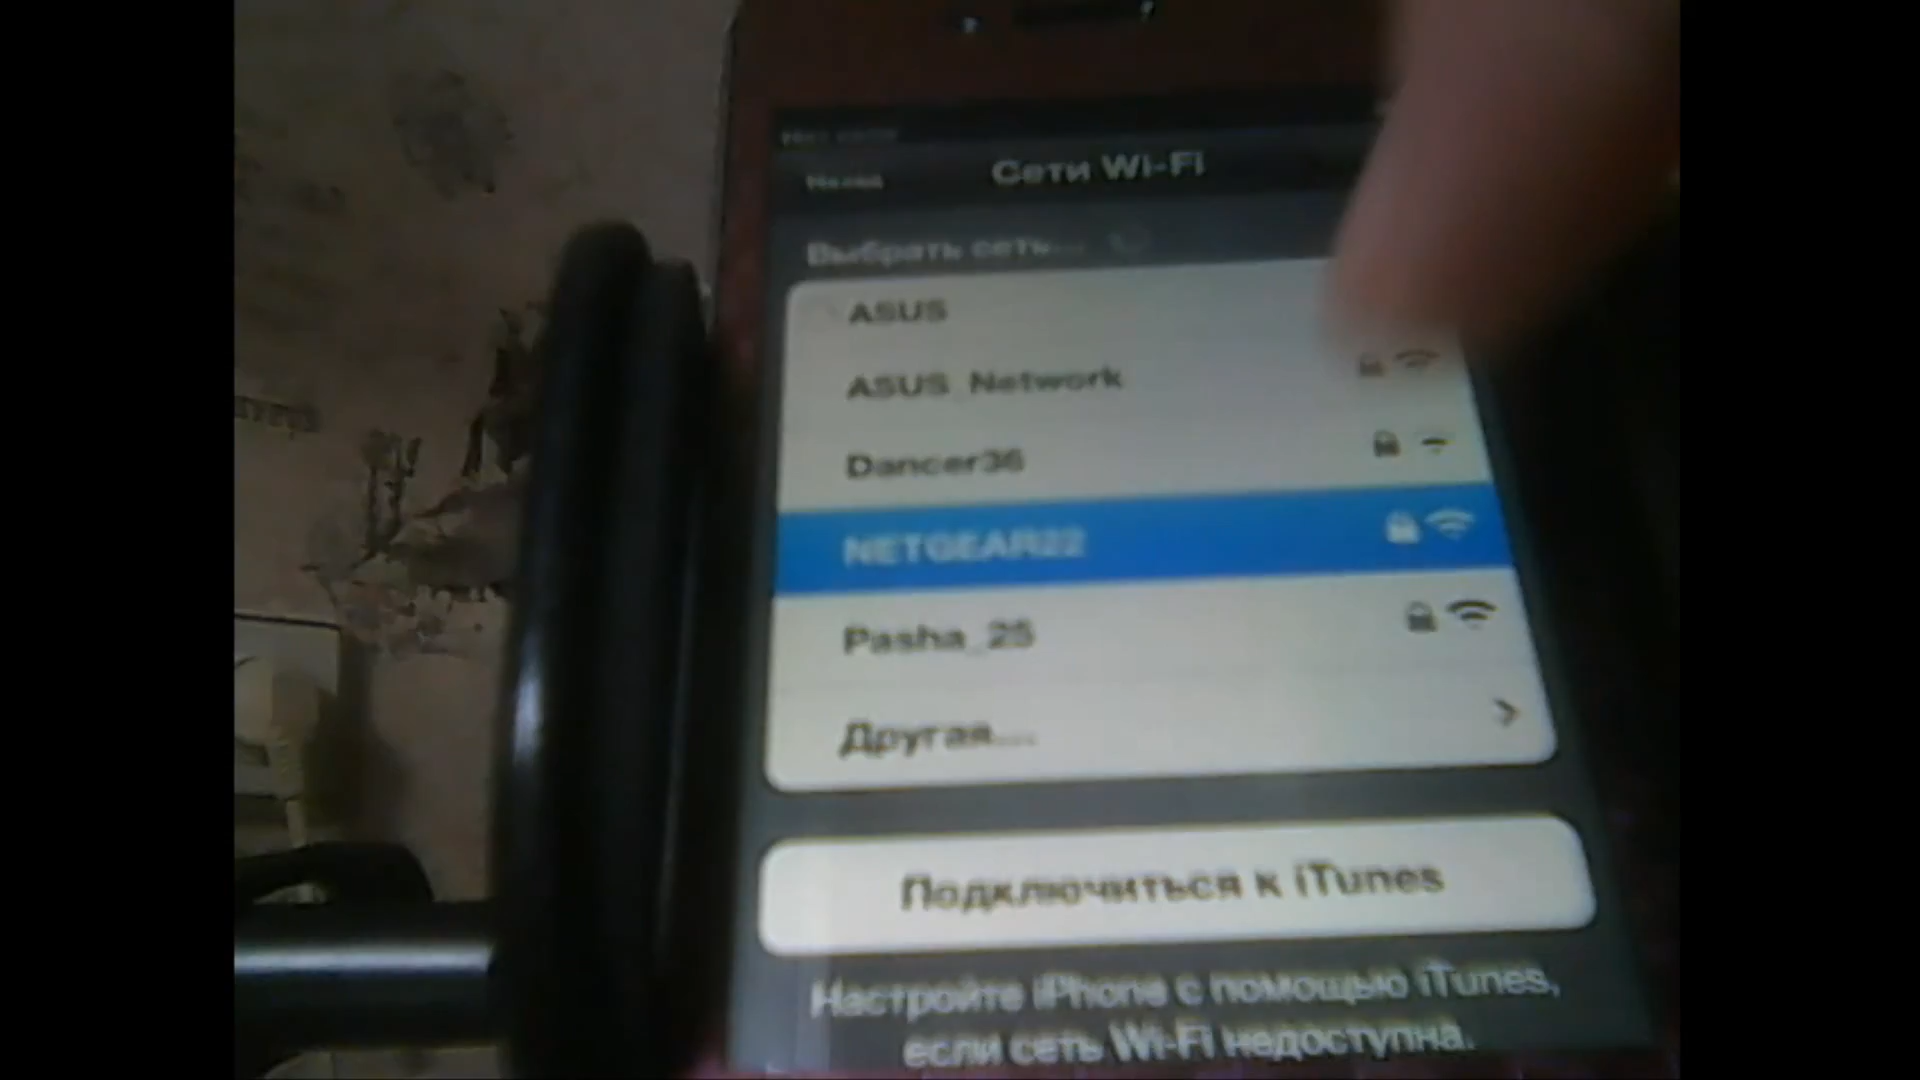 Назад
Сети Wi-Fi
Выбрать сеть...
ASUS
ASUS_Network
Dancer36
NETGEAR22
Pasha_25
Другая...
Подключиться к iTunes
Настройте iPhone с помощью iTunes,
если сеть Wi-Fi недоступна.